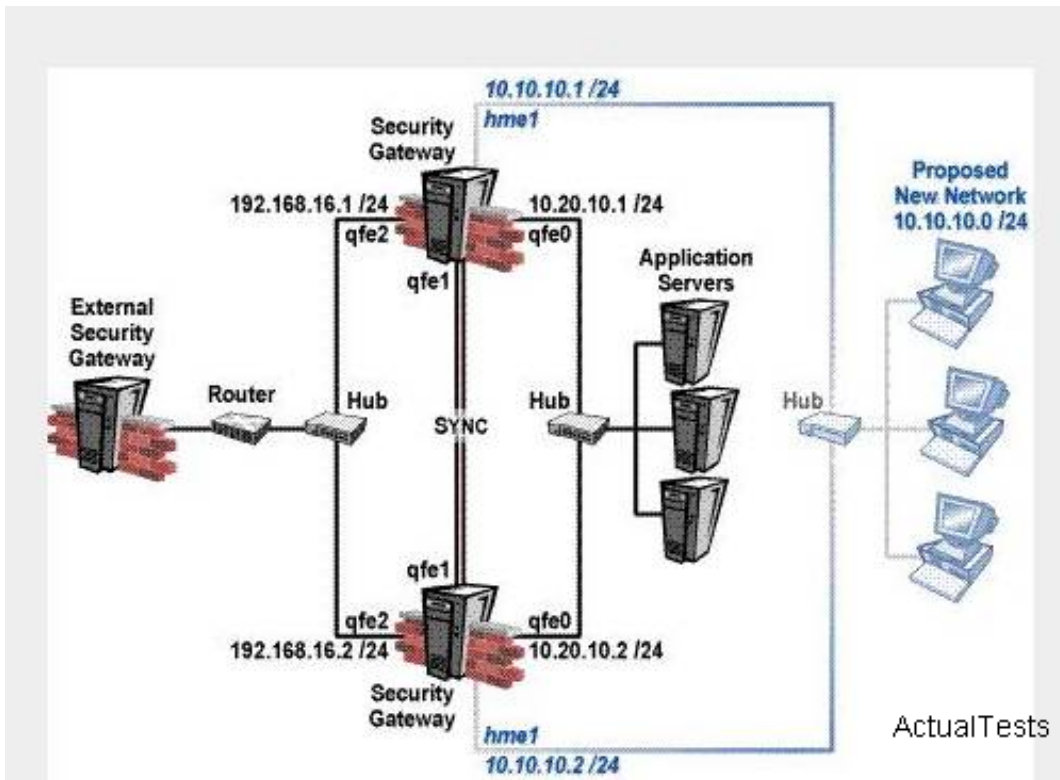 10.10.10.1 /24
hme1
Security
Gateway
192.168.16.1 /24
qfe2
10.20.10.1 /24
qfe0
qfe1
Proposed
New Network
10.10.10.0 /24
Application
Servers
External
Security
Gateway
Router
Hub
SYNC
Hub
Hub
qfe1
qfe2
192.168.16.2 /24
qfe0
10.20.10.2 /24
Security
Gateway
hme1
10.10.10.2 /24
ActualTests